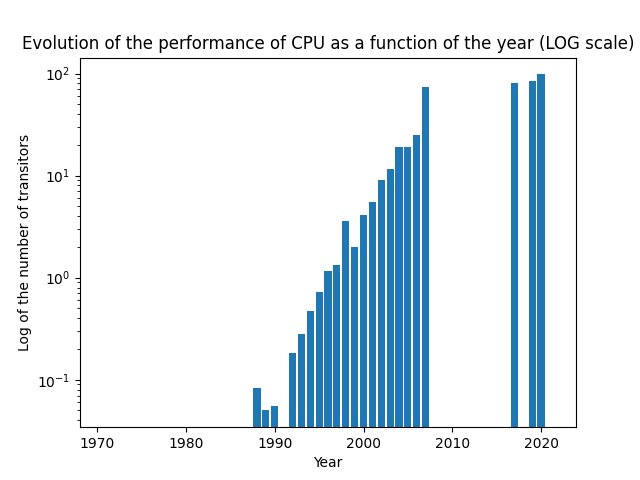 Evolution of the performance of CPU as a function of the year (LOG scale)
Log of the number of transitors
10²
10¹
10⁰
10⁻¹
1970 1980 1990 2000 2010 2020
Year